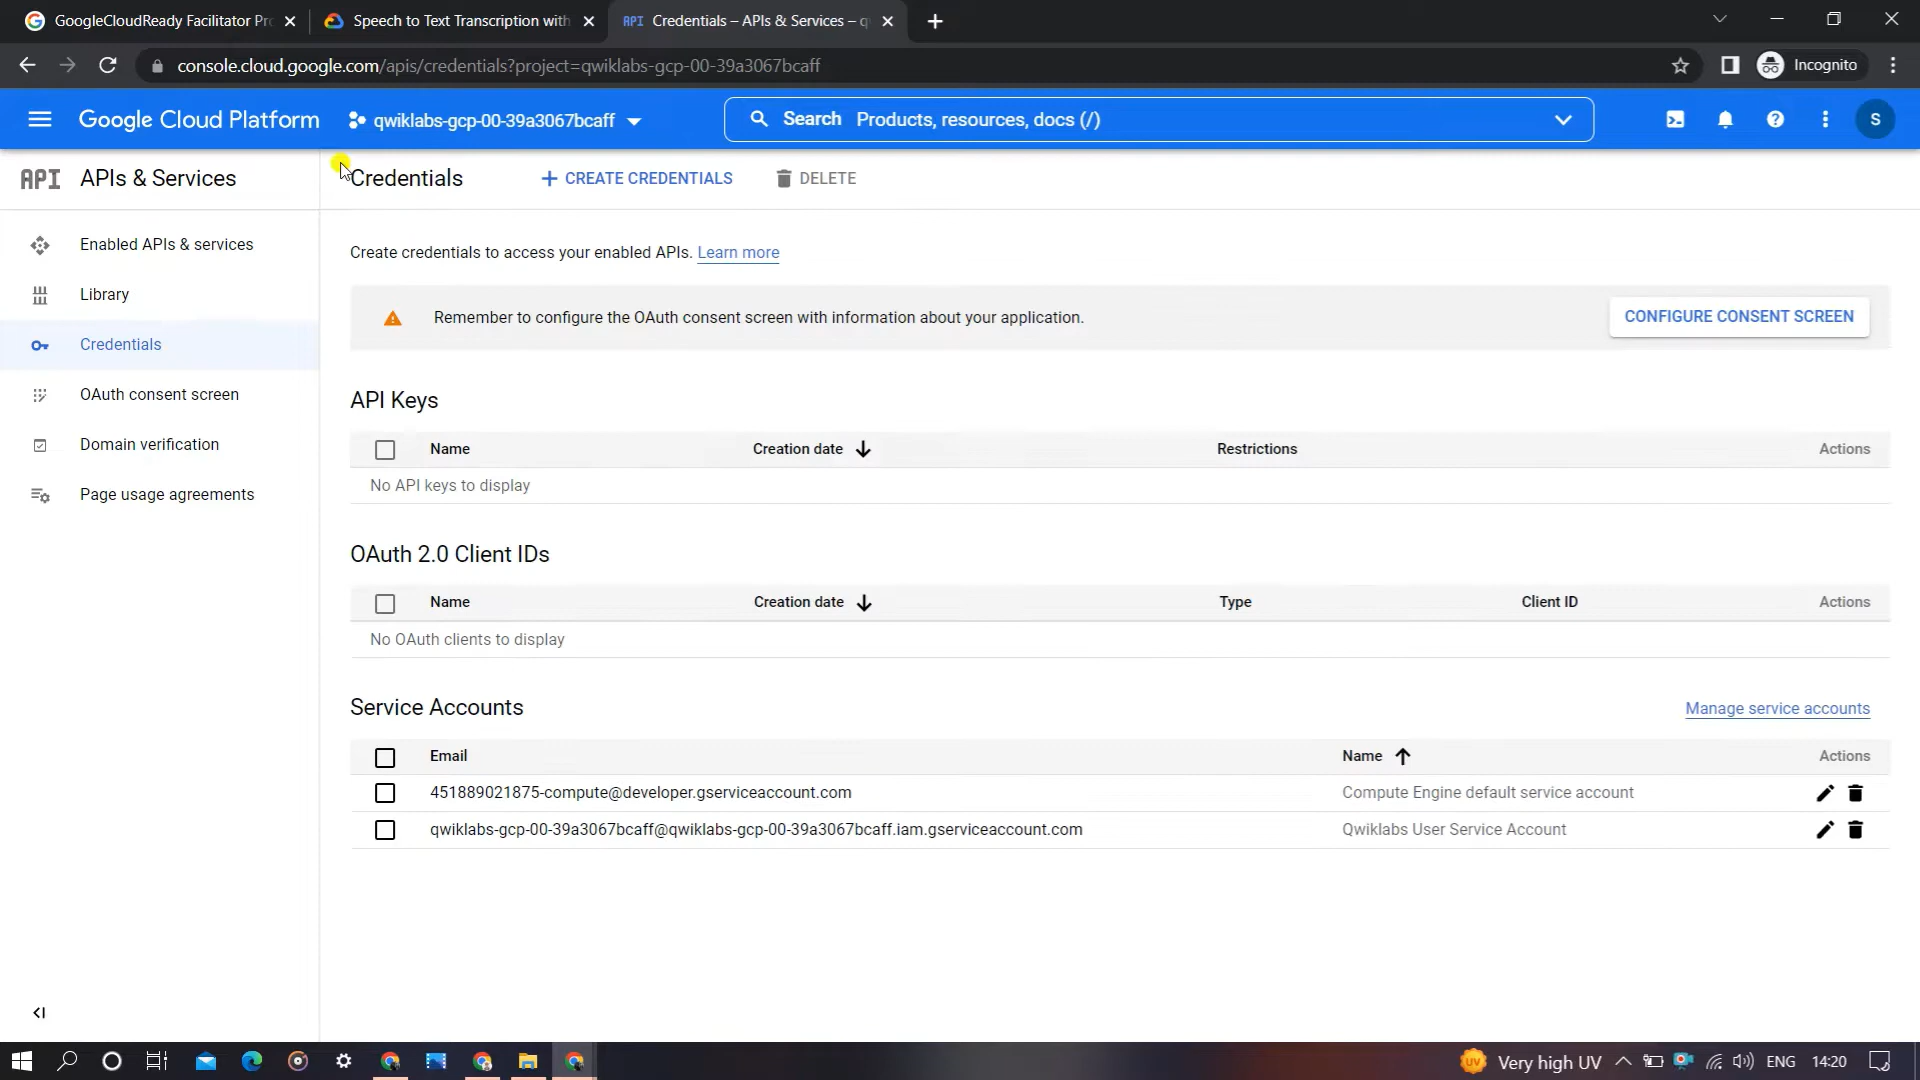 GoogleCloudReady Facilitator Pr
Speech to Text Transcription with
API Credentials – APIs & Services – q
console.cloud.google.com/apis/credentials?project=qwiklabs-gcp-00-39a3067bcaff
Incognito
Google Cloud Platform
qwiklabs-gcp-00-39a3067bcaff
Search Products, resources, docs (/)
S
API APIs & Services
Credentials
CREATE CREDENTIALS
DELETE
Enabled APIs & services
Library
Credentials
OAuth consent screen
Domain verification
Page usage agreements
Create credentials to access your enabled APIs. Learn more
Remember to configure the OAuth consent screen with information about your application.
CONFIGURE CONSENT SCREEN
API Keys
Name Creation date Restrictions Actions
No API keys to display
OAuth 2.0 Client IDs
Name Creation date Type Client ID Actions
No OAuth clients to display
Service Accounts
Manage service accounts
Email Name Actions
451889021875-compute@developer.gserviceaccount.com Compute Engine default service account
qwiklabs-gcp-00-39a3067bcaff@qwiklabs-gcp-00-39a3067bcaff.iam.gserviceaccount.com Qwiklabs User Service Account
UV Very high UV ENG 14:20